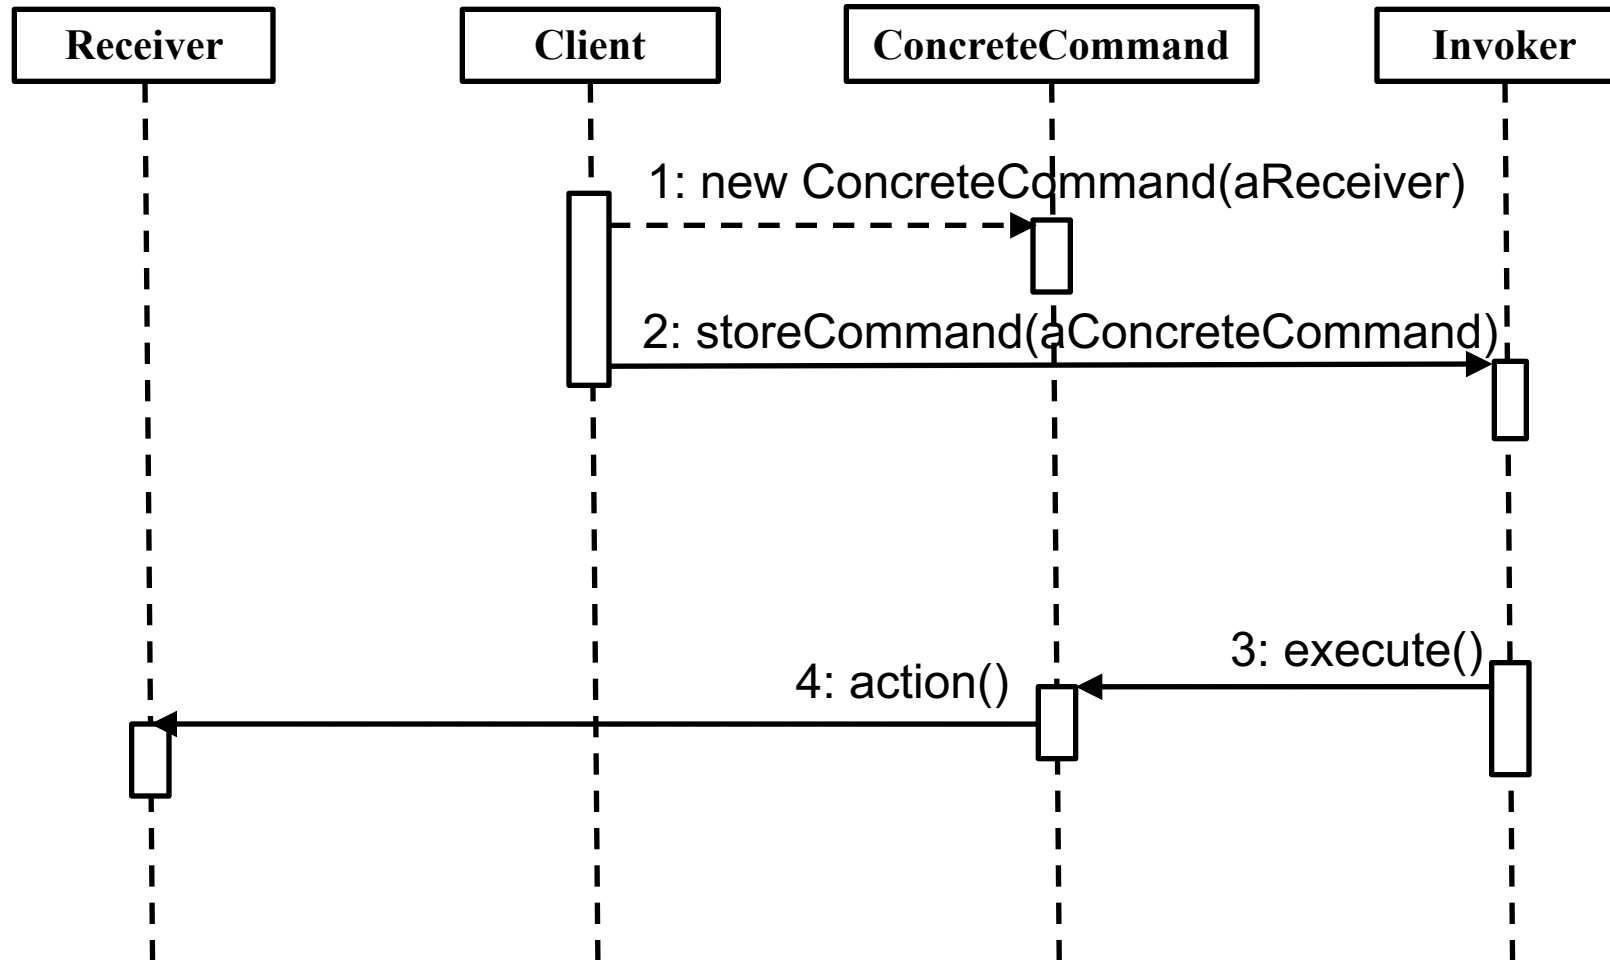 Receiver
Client
ConcreteCommand
Invoker
1: new ConcreteCommand(aReceiver)
2: storeCommand(aConcreteCommand)
3: execute()
4: action()